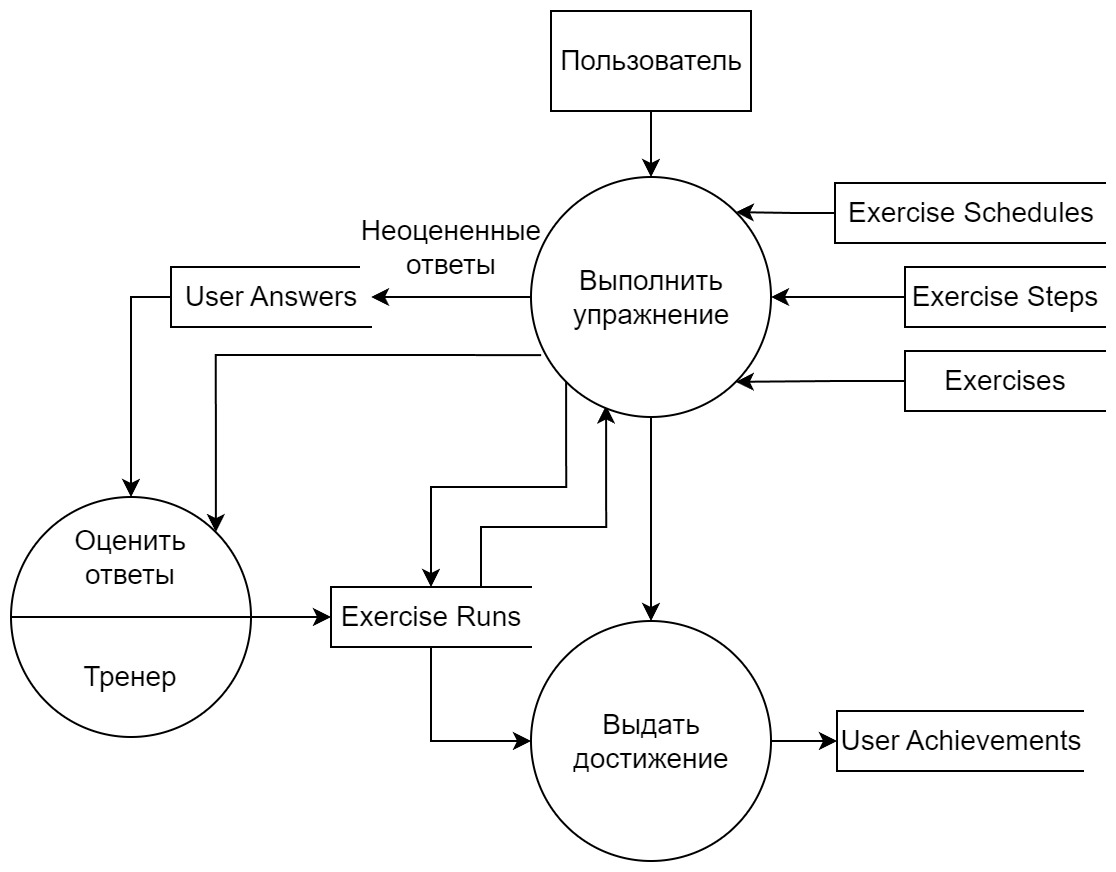 Пользователь
Exercise Schedules
Неоцененные
ответы
Выполнить
упражнение
User Answers
Exercise Steps
Exercises
Оценить
ответы
Тренер
Exercise Runs
Выдать
достижение
User Achievements